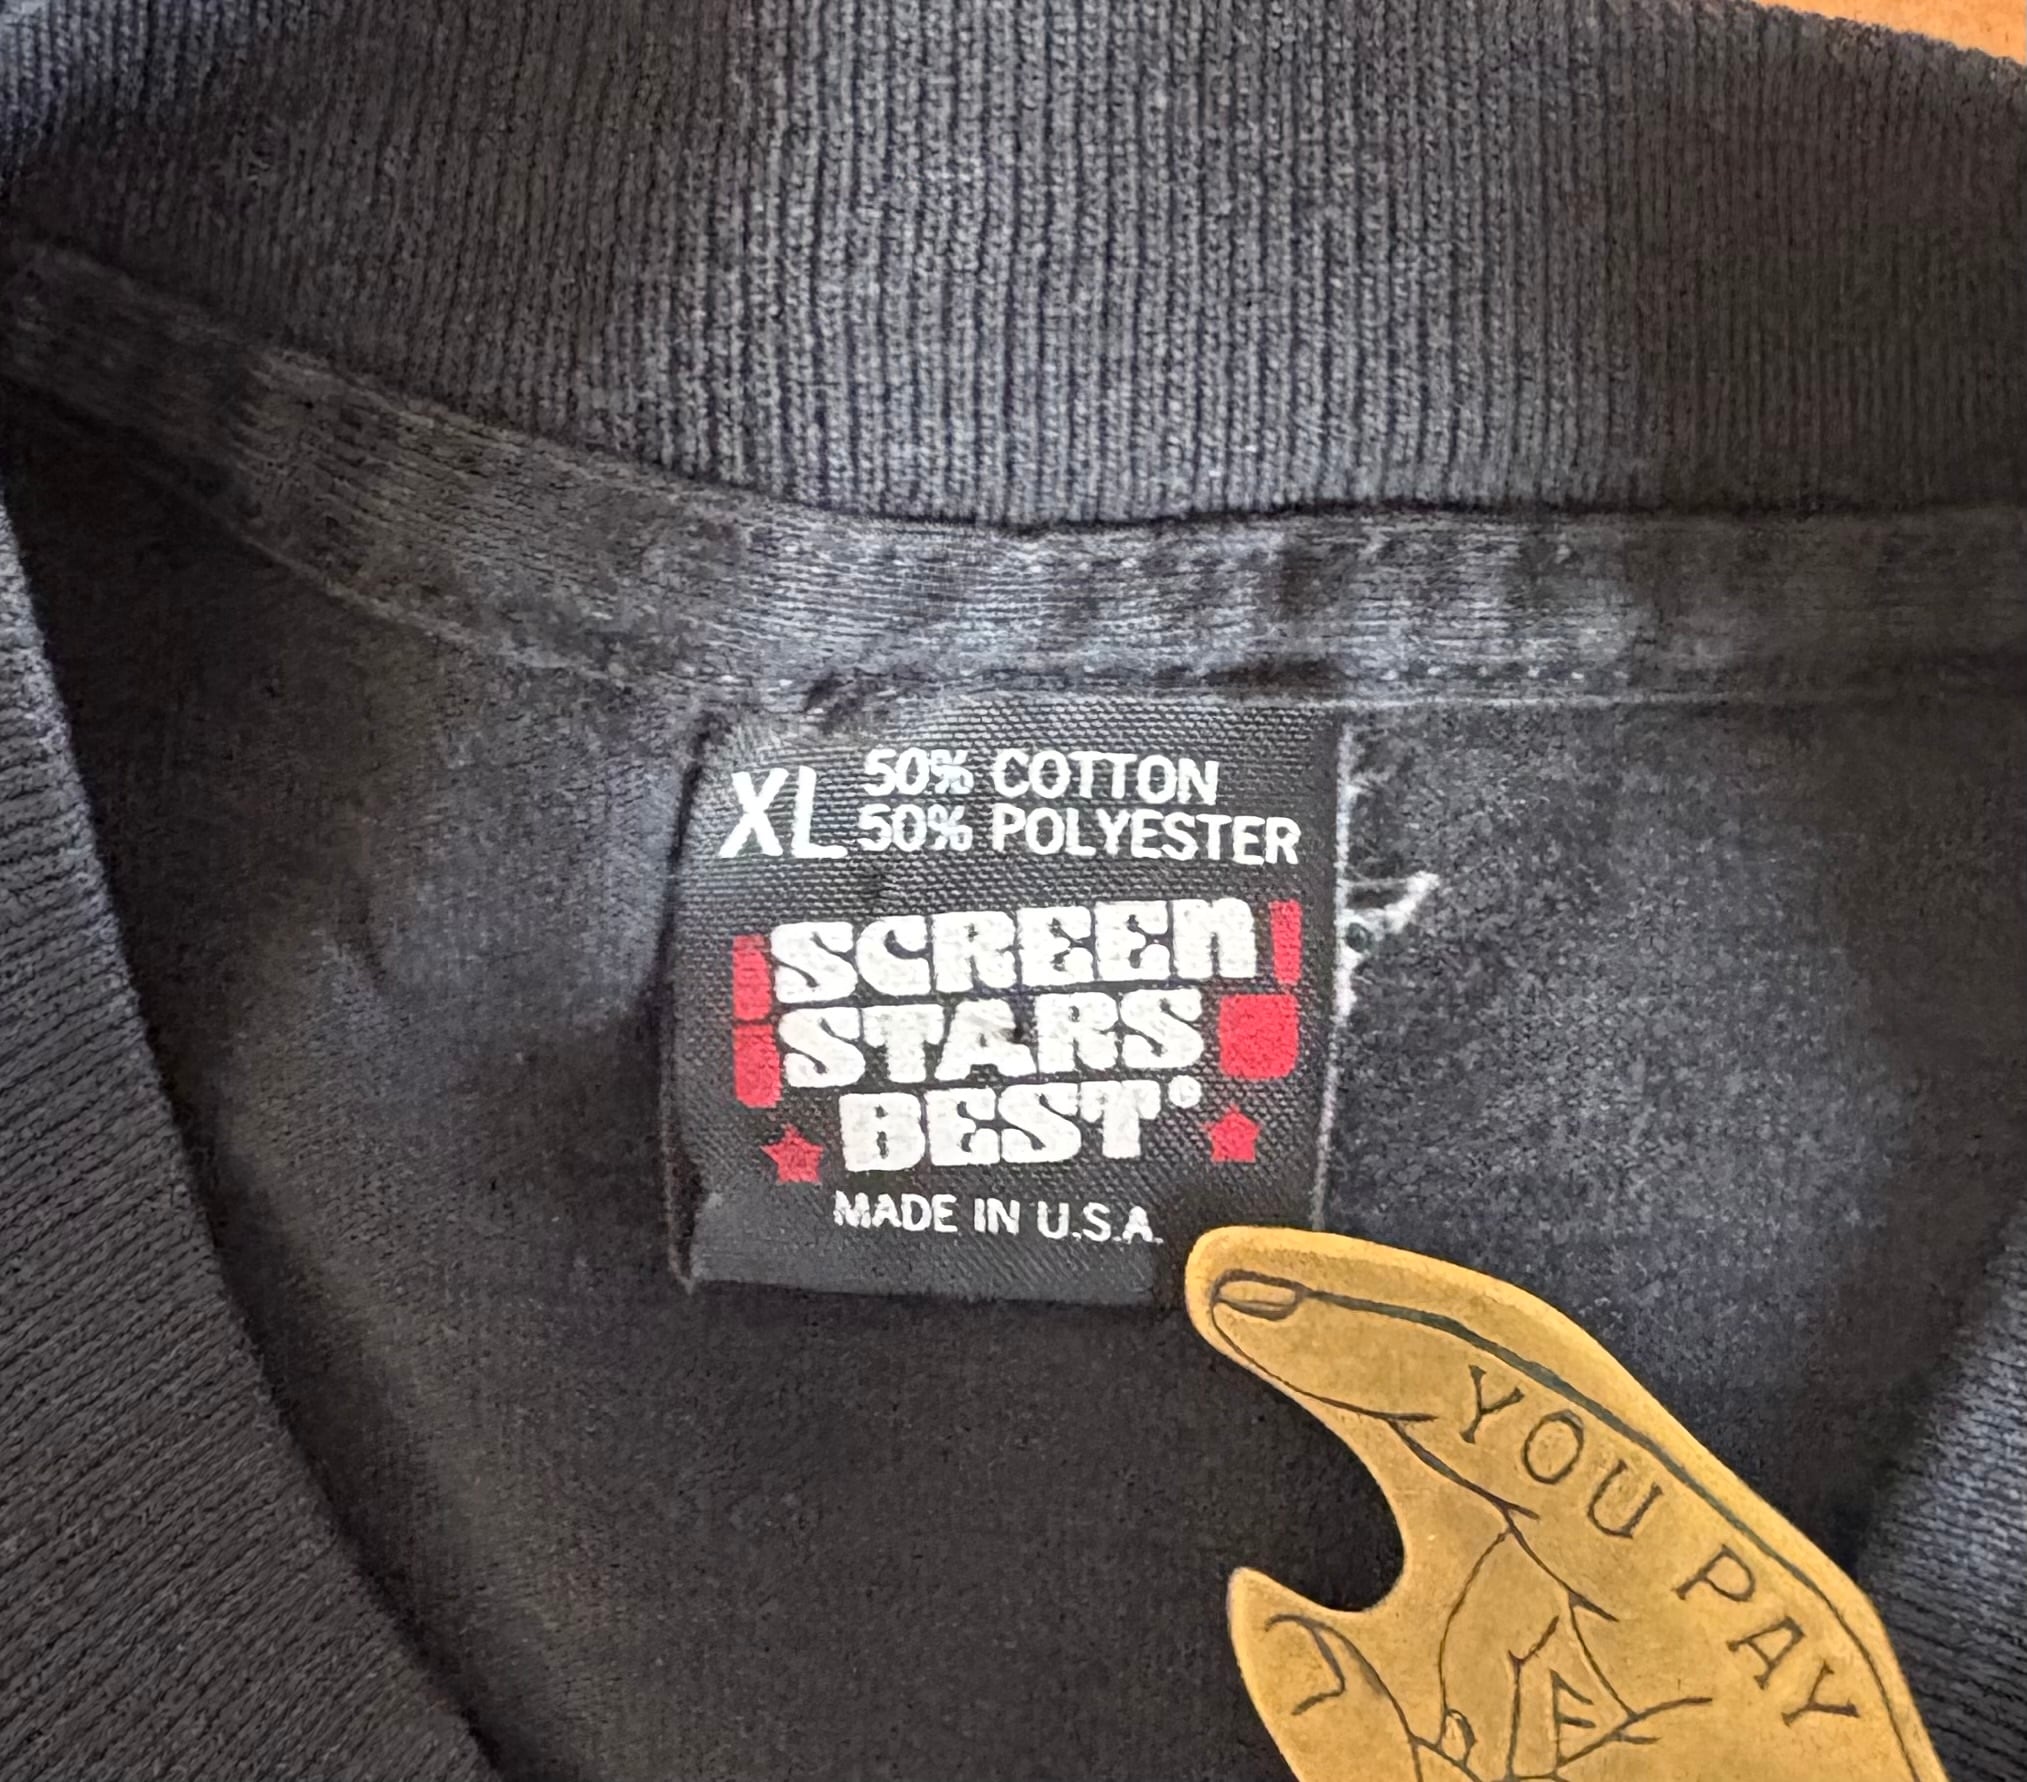 XL
50% COTTON
50% POLYESTER
SCREEN
STARS
BEST®
MADE IN U.S.A.
YOU PAY